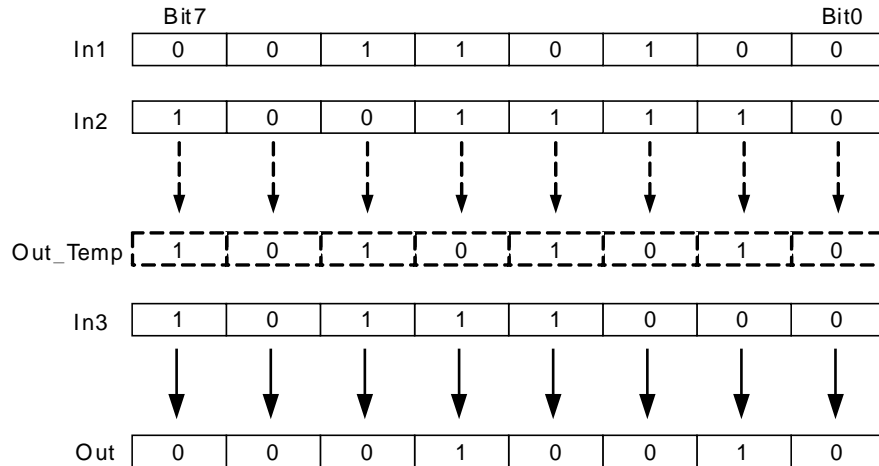 Bit7 Bit0
In1 0 0 1 1 0 1 0 0
In2 1 0 0 1 1 1 1 0
Out_Temp 1 0 1 0 1 0 1 0
In3 1 0 1 1 1 0 0 0
Out 0 0 0 1 0 0 1 0